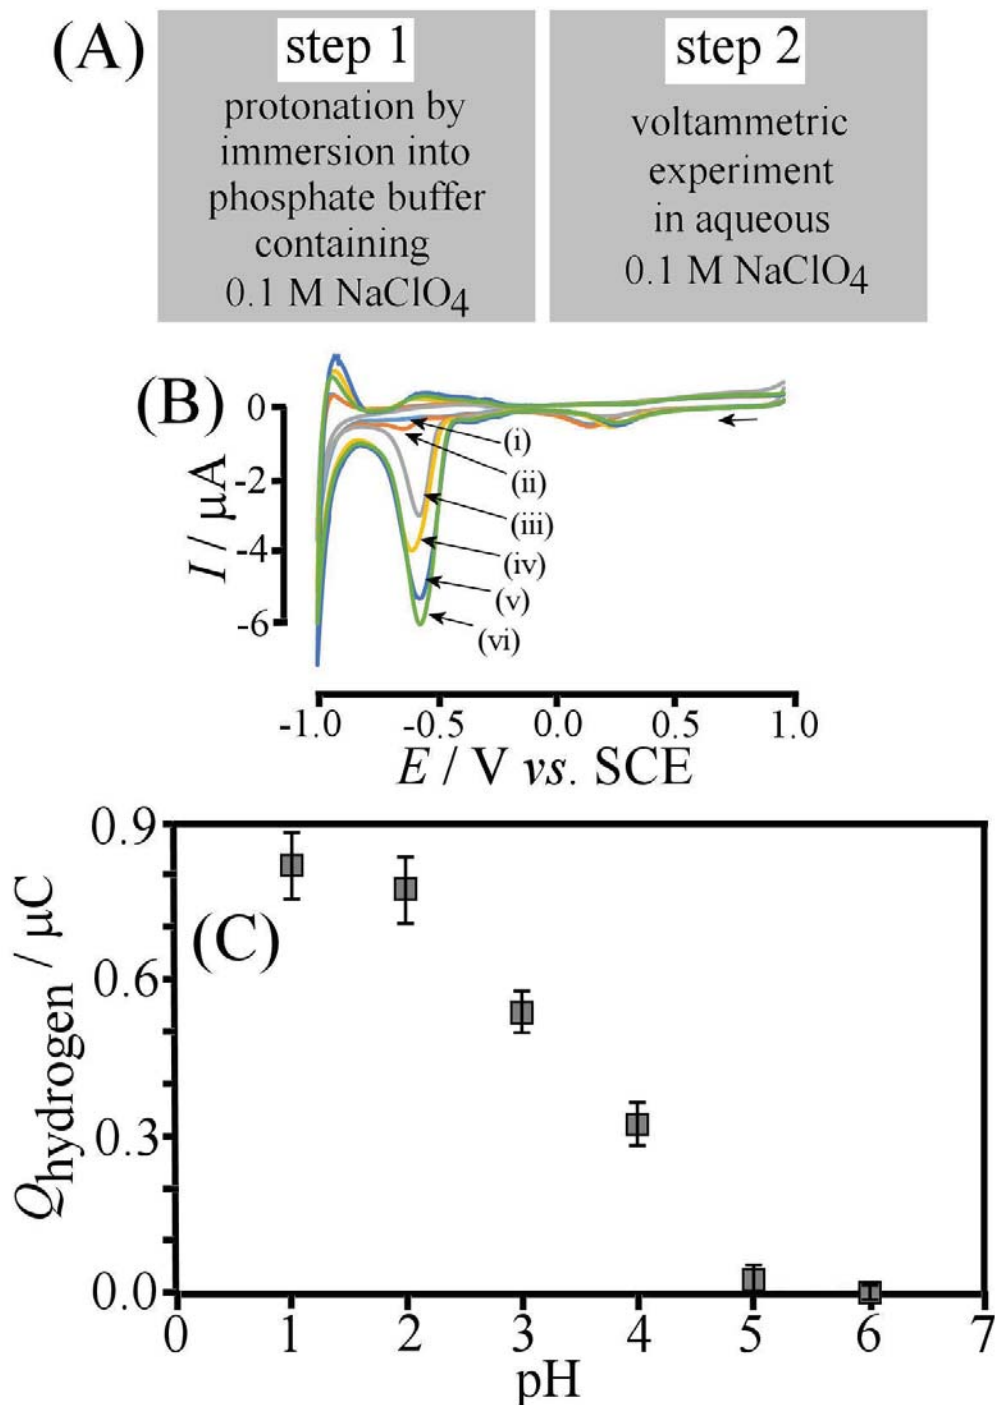 (A)
step 1
protonation by
immersion into
phosphate buffer
containing
0.1 M NaClO4
step 2
voltammetric
experiment
in aqueous
0.1 M NaClO4
(B)
0
-2
-4
-6
I / μA
(i)
(ii)
(iii)
(iv)
(v)
(vi)
-1.0 -0.5 0.0 0.5 1.0
E / V vs. SCE
(C)
0.9
0.6
0.3
0.0
Qhydrogen / μC
0 1 2 3 4 5 6 7
pH